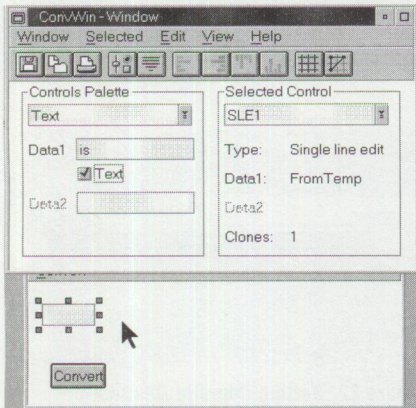 ConvWin - Window
Window Selected Edit View Help
Controls Palette
Text
Data1 is
Text
Data2
Selected Control
SLE1
Type: Single line edit
Data1: FromTemp
Data2
Clones: 1
Convert